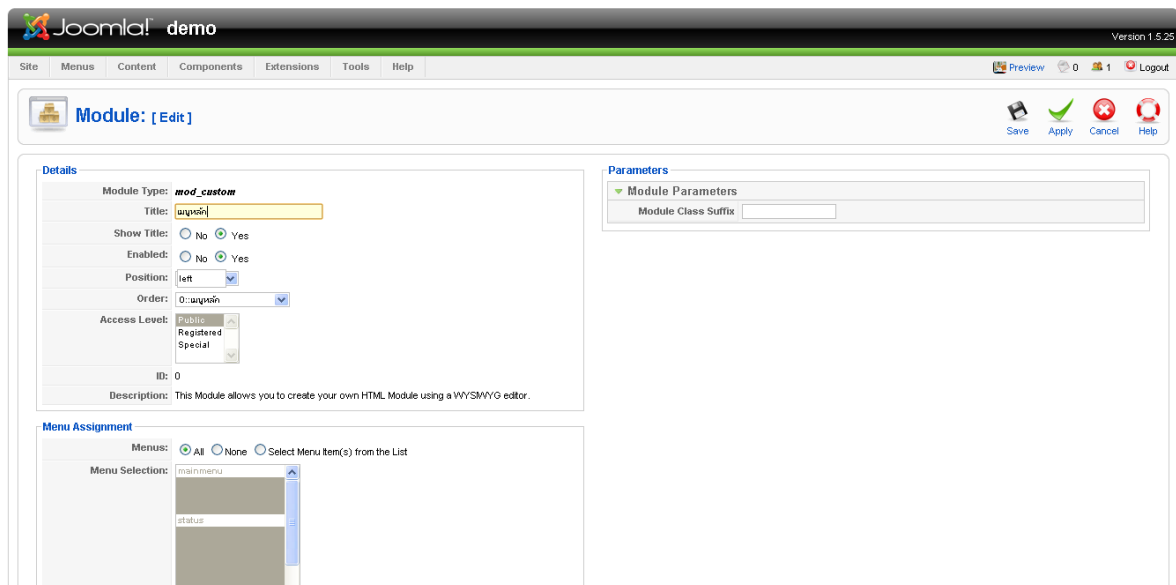 Joomla! demo
Version 1.5.25
Site Menus Content Components Extensions Tools Help Preview 0 1 Logout
Module: [ Edit ]
Save Apply Cancel Help
Details
Module Type: mod_custom
Title: เมนูหลัก
Show Title: No Yes
Enabled: No Yes
Position: left
Order: 0::เมนูหลัก
Access Level: Public
Registered
Special
ID: 0
Description: This Module allows you to create your own HTML Module using a WYSIWYG editor.
Parameters
Module Parameters
Module Class Suffix
Menu Assignment
Menus: All None Select Menu Item(s) from the List
Menu Selection: mainmenu
status